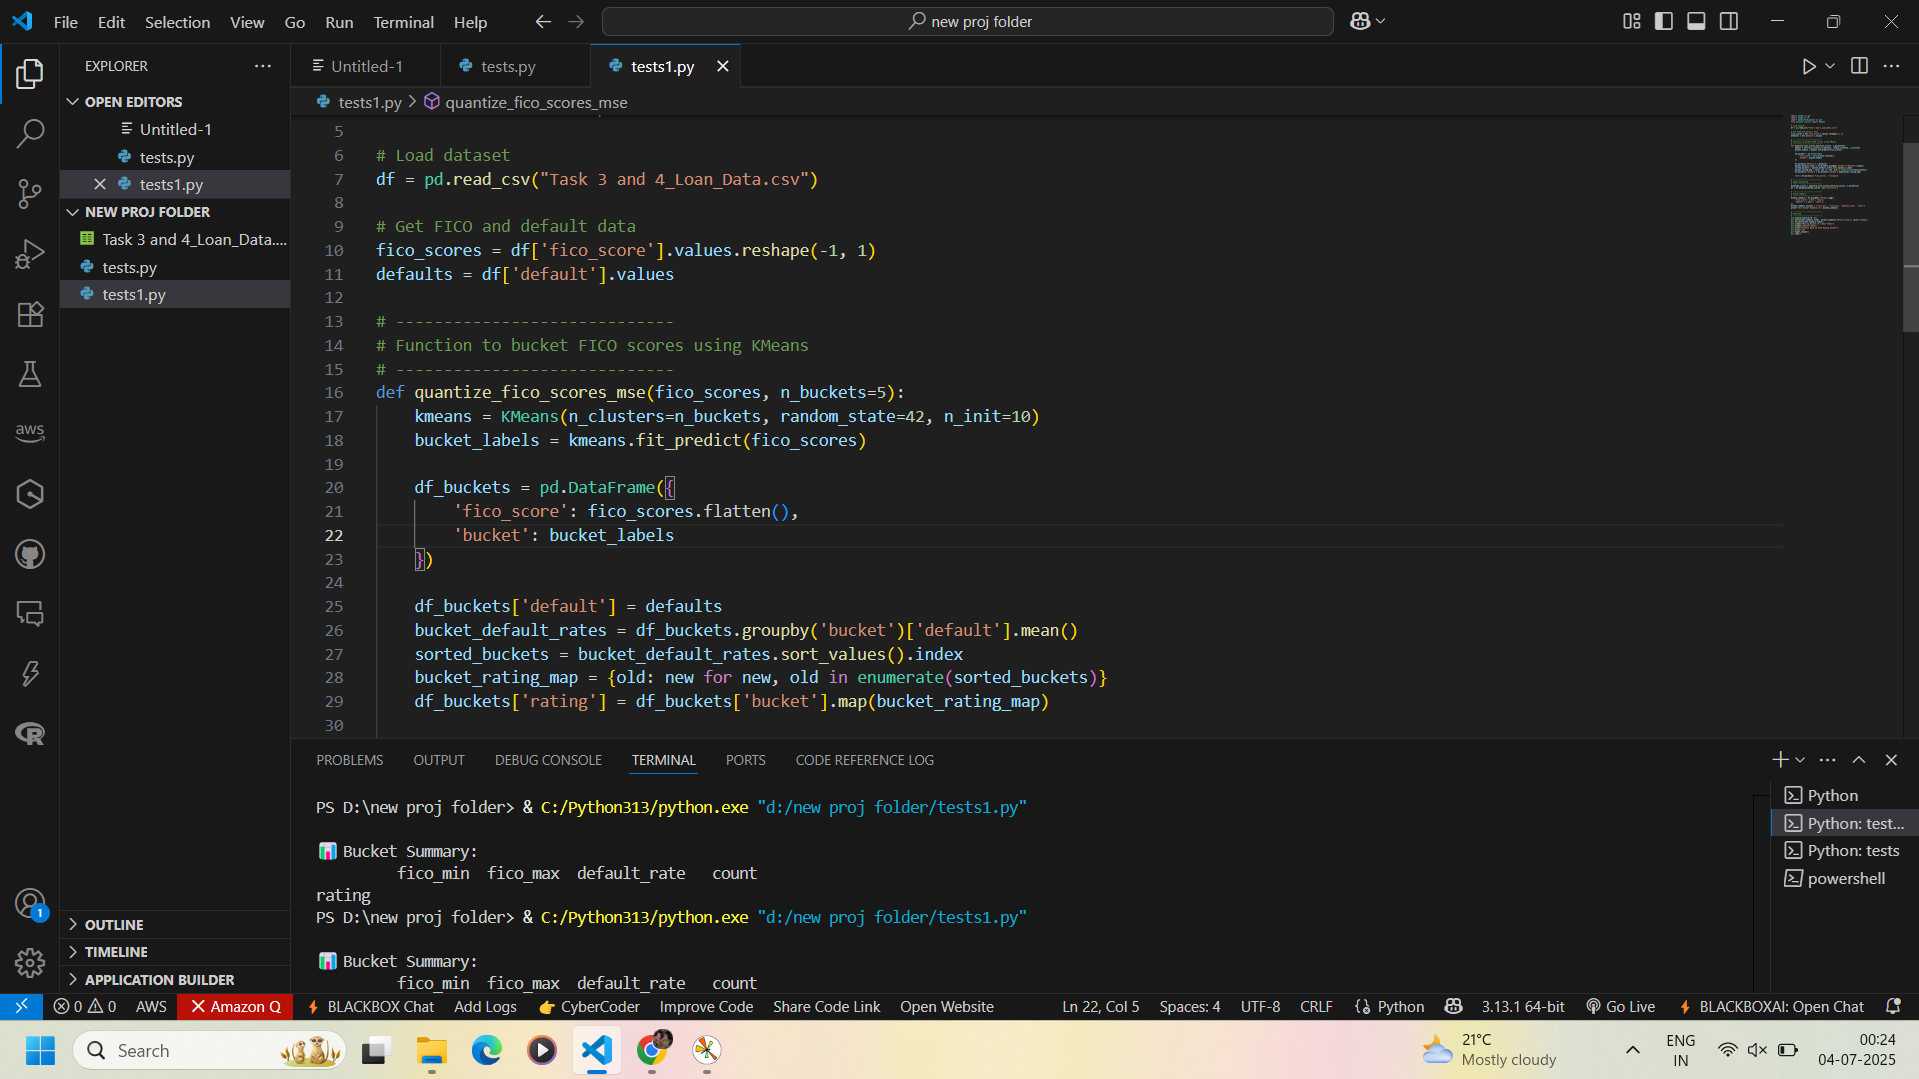 File Edit Selection View Go Run Terminal Help
new proj folder
EXPLORER
OPEN EDITORS
Untitled-1
tests.py
tests1.py
NEW PROJ FOLDER
Task 3 and 4_Loan_Data....
tests.py
tests1.py
OUTLINE
TIMELINE
APPLICATION BUILDER
aws
1
Untitled-1 tests.py tests1.py
tests1.py > quantize_fico_scores_mse
5
6 # Load dataset
7 df = pd.read_csv("Task 3 and 4_Loan_Data.csv")
8
9 # Get FICO and default data
10 fico_scores = df['fico_score'].values.reshape(-1, 1)
11 defaults = df['default'].values
12
13 # -----------------------------
14 # Function to bucket FICO scores using KMeans
15 # -----------------------------
16 def quantize_fico_scores_mse(fico_scores, n_buckets=5):
17 kmeans = KMeans(n_clusters=n_buckets, random_state=42, n_init=10)
18 bucket_labels = kmeans.fit_predict(fico_scores)
19
20 df_buckets = pd.DataFrame({
21 'fico_score': fico_scores.flatten(),
22 'bucket': bucket_labels
23 })
24
25 df_buckets['default'] = defaults
26 bucket_default_rates = df_buckets.groupby('bucket')['default'].mean()
27 sorted_buckets = bucket_default_rates.sort_values().index
28 bucket_rating_map = {old: new for new, old in enumerate(sorted_buckets)}
29 df_buckets['rating'] = df_buckets['bucket'].map(bucket_rating_map)
30
PROBLEMS OUTPUT DEBUG CONSOLE TERMINAL PORTS CODE REFERENCE LOG
PS D:\new proj folder> & C:/Python313/python.exe "d:/new proj folder/tests1.py"
Bucket Summary:
fico_min fico_max default_rate count
rating
PS D:\new proj folder> & C:/Python313/python.exe "d:/new proj folder/tests1.py"
Bucket Summary:
fico_min fico_max default_rate count
Python
Python: test...
Python: tests
powershell
0 0 AWS Amazon Q BLACKBOX Chat Add Logs CyberCoder Improve Code Share Code Link Open Website Ln 22, Col 5 Spaces: 4 UTF-8 CRLF Python 3.13.1 64-bit Go Live BLACKBOXAI: Open Chat
Search
21°C
Mostly cloudy
ENG
IN
00:24
04-07-2025